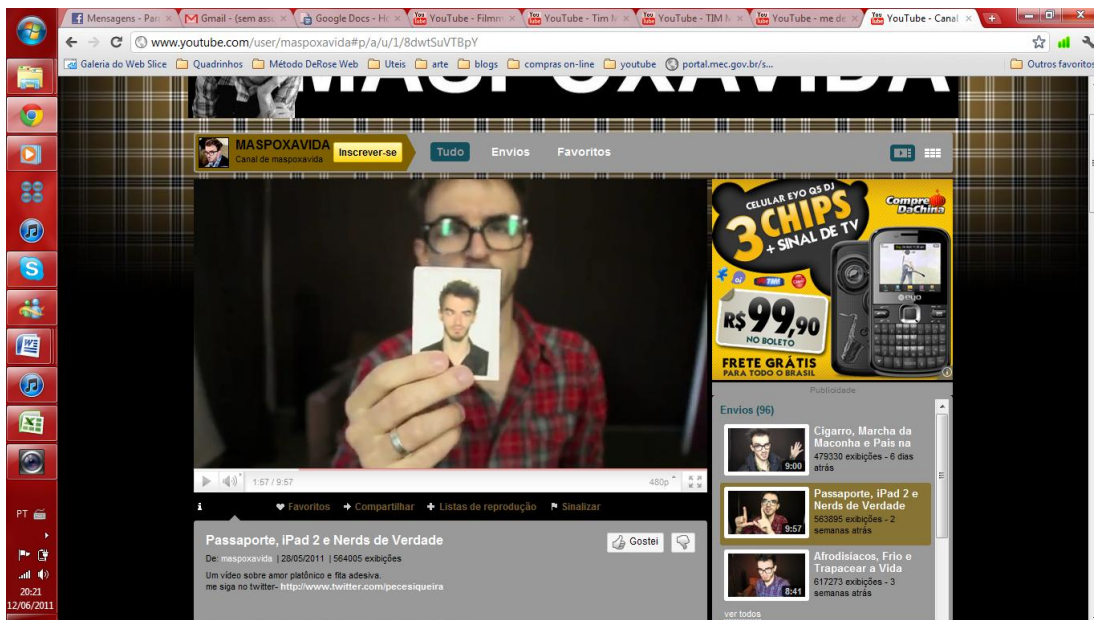 Mensagens - Par
Gmail - (sem assu
Google Docs - Ho
YouTube - Filmm
YouTube - Tim
YouTube - TIM
YouTube - me de
YouTube - Canal
www.youtube.com/user/maspoxavida#p/a/u/1/8dwtSuVTBpY
Galeria do Web Slice
Quadrinhos
Método DeRose Web
Uteis
arte
blogs
compras on-line
youtube
portal.mec.gov.br/s...
Outros favoritos
MASPOXAVIDA
MASPOXAVIDA
Canal de maspoxavida
Inscrever-se
Tudo
Envios
Favoritos
CELULAR EYO Q5 DJ
3 CHIPS
+ SINAL DE TV
Compre
DaChina
oi
TIM
Claro
R$ 99,90
NO BOLETO
FRETE GRÁTIS
PARA TODO O BRASIL
eyo
Publicidade
1:57 / 9:57
480p
Favoritos
Compartilhar
Listas de reprodução
Sinalizar
Passaporte, iPad 2 e Nerds de Verdade
De: maspoxavida | 28/05/2011 | 564005 exibições
Um vídeo sobre amor platônico e fita adesiva.
me siga no twitter- http://www.twitter.com/pecesiqueira
Gostei
Envios (96)
Cigarro, Marcha da
Maconha e Pais na
479330 exibições - 6 dias
atrás
9:00
Passaporte, iPad 2 e
Nerds de Verdade
563895 exibições - 2
semanas atrás
9:57
Afrodisíacos, Frio e
Trapacear a Vida
617273 exibições - 3
semanas atrás
8:41
ver todos
PT
20:21
12/06/2011